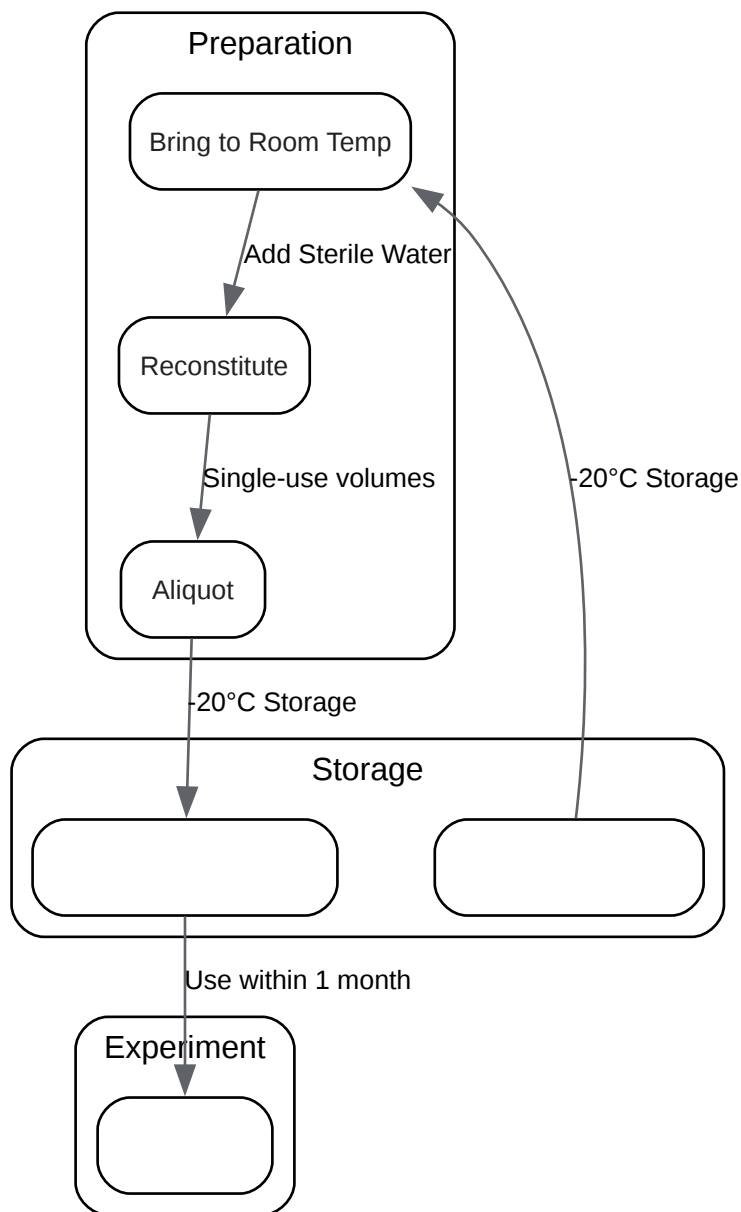 Preparation
Bring to Room Temp
Add Sterile Water
Reconstitute
Single-use volumes
-20°C Storage
Aliquot
-20°C Storage
Storage
Use within 1 month
Experiment